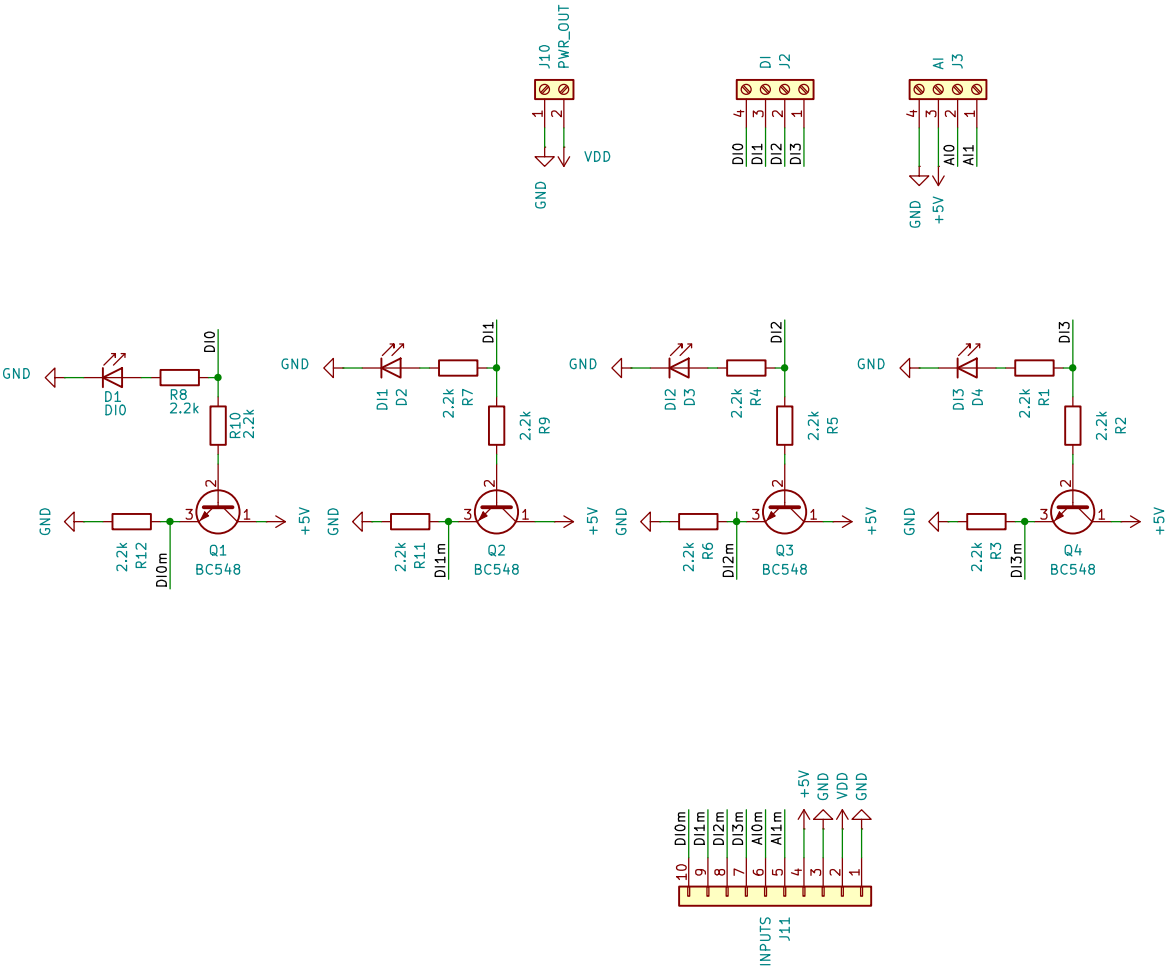 J10
PWR_OUT
1
2
GND
VDD
DI
J2
4
3
2
1
DI0
DI1
DI2
DI3
AI
J3
4
3
2
1
GND
+5V
AI0
AI1
DI0
GND
D1
DI0
R8
2.2k
R10
2.2k
2
GND
3
1
+5V
2.2k
R12
DI0m
Q1
BC548
DI1
GND
DI1
D2
2.2k
R7
2.2k
R9
2
GND
3
1
+5V
2.2k
R11
DI1m
Q2
BC548
DI2
GND
DI2
D3
2.2k
R4
2.2k
R5
2
GND
3
1
+5V
2.2k
R6
DI2m
Q3
BC548
DI3
GND
DI3
D4
2.2k
R1
2.2k
R2
2
GND
3
1
+5V
2.2k
R3
DI3m
Q4
BC548
DI0m
DI1m
DI2m
DI3m
AI0m
AI1m
+5V
GND
VDD
GND
10
9
8
7
6
5
4
3
2
1
INPUTS
J11